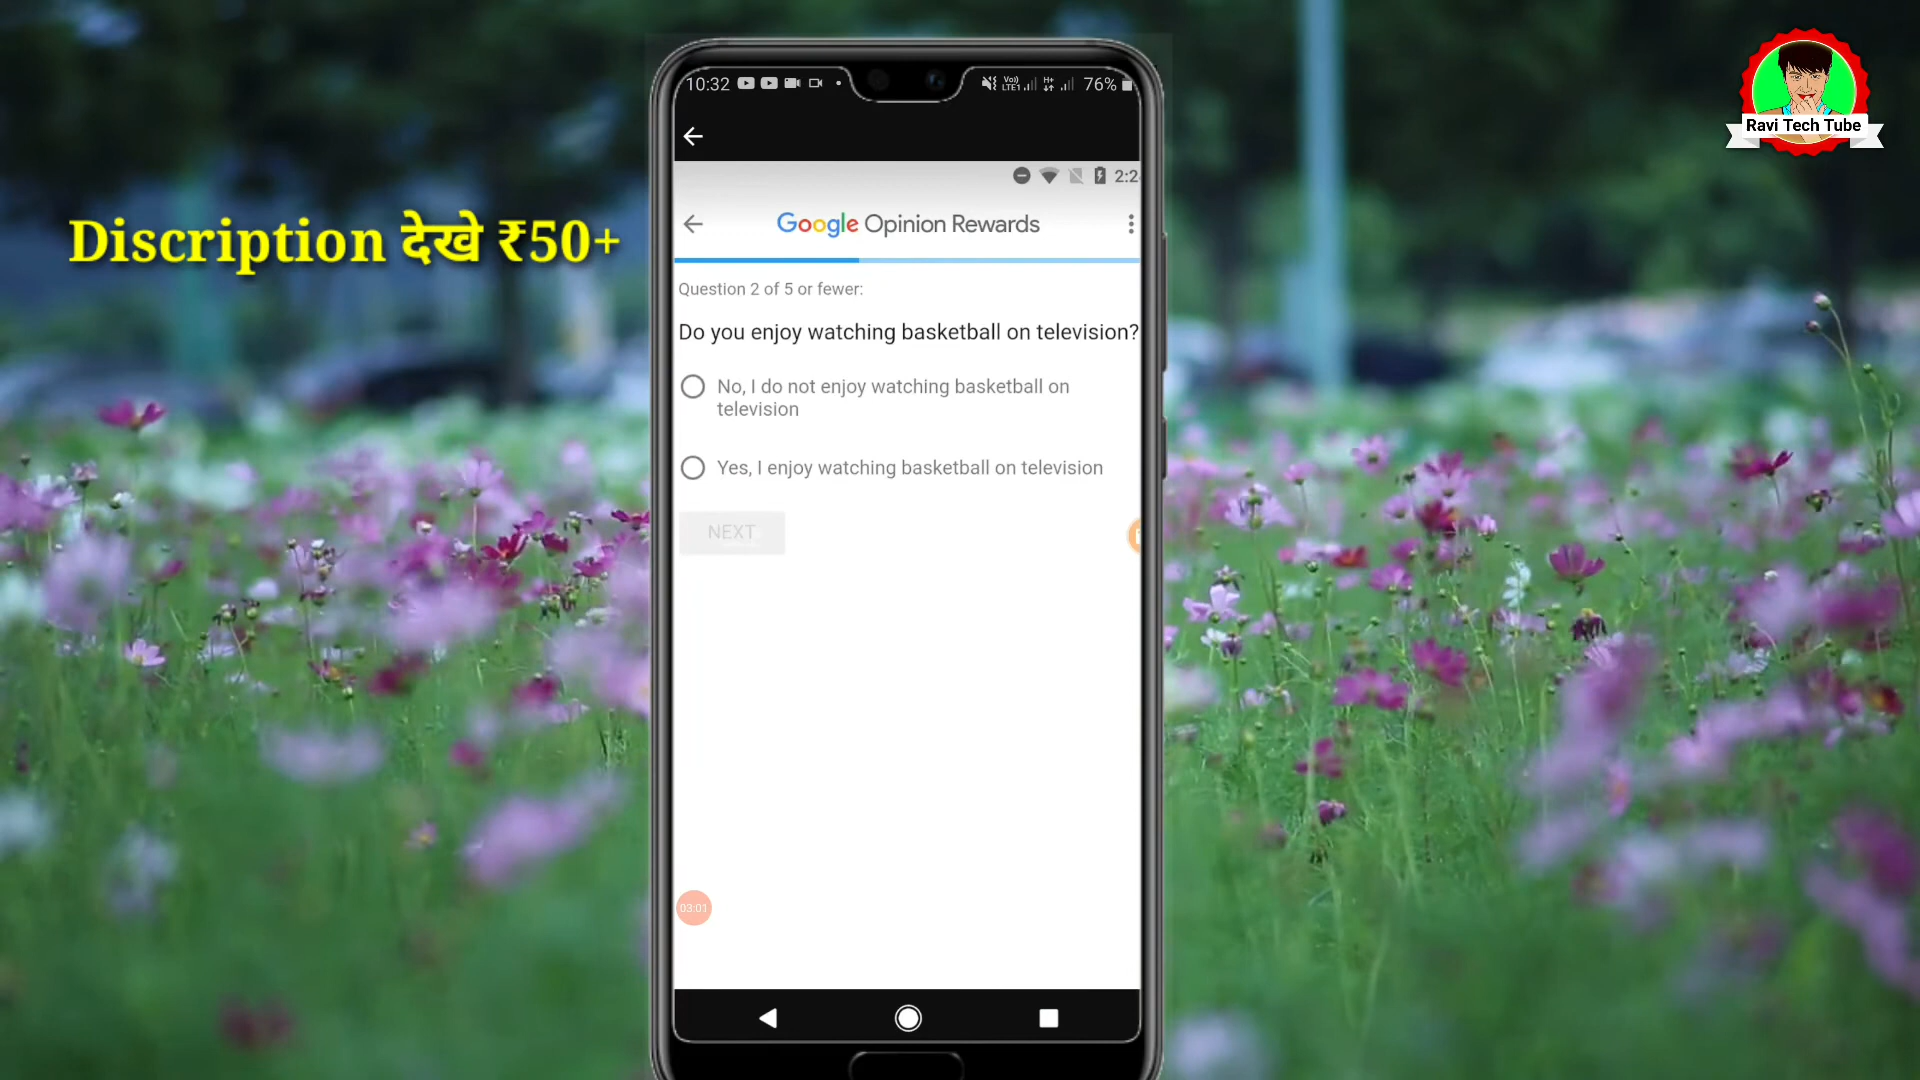 10:32
Vo))
LTE1
H+
76%
Ravi Tech Tube
2:2
Discription देखे ₹50+
Google Opinion Rewards
Question 2 of 5 or fewer:
Do you enjoy watching basketball on television?
No, I do not enjoy watching basketball on
television
Yes, I enjoy watching basketball on television
NEXT
03:01